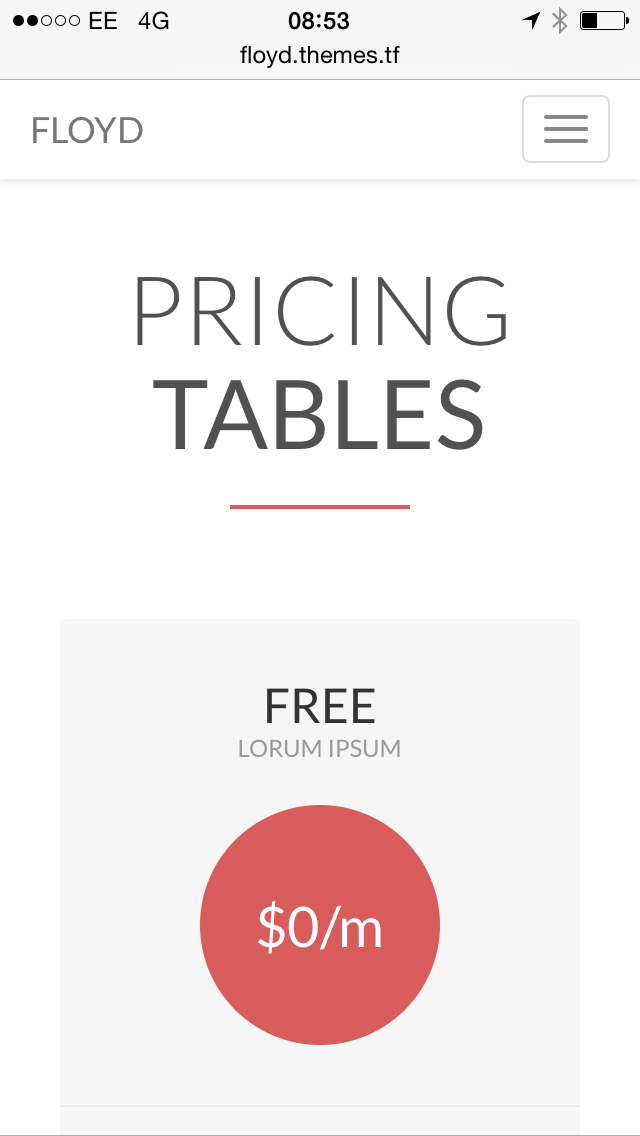 EE 4G 08:53
floyd.themes.tf
FLOYD
PRICING
TABLES
FREE
LORUM IPSUM
$0/m